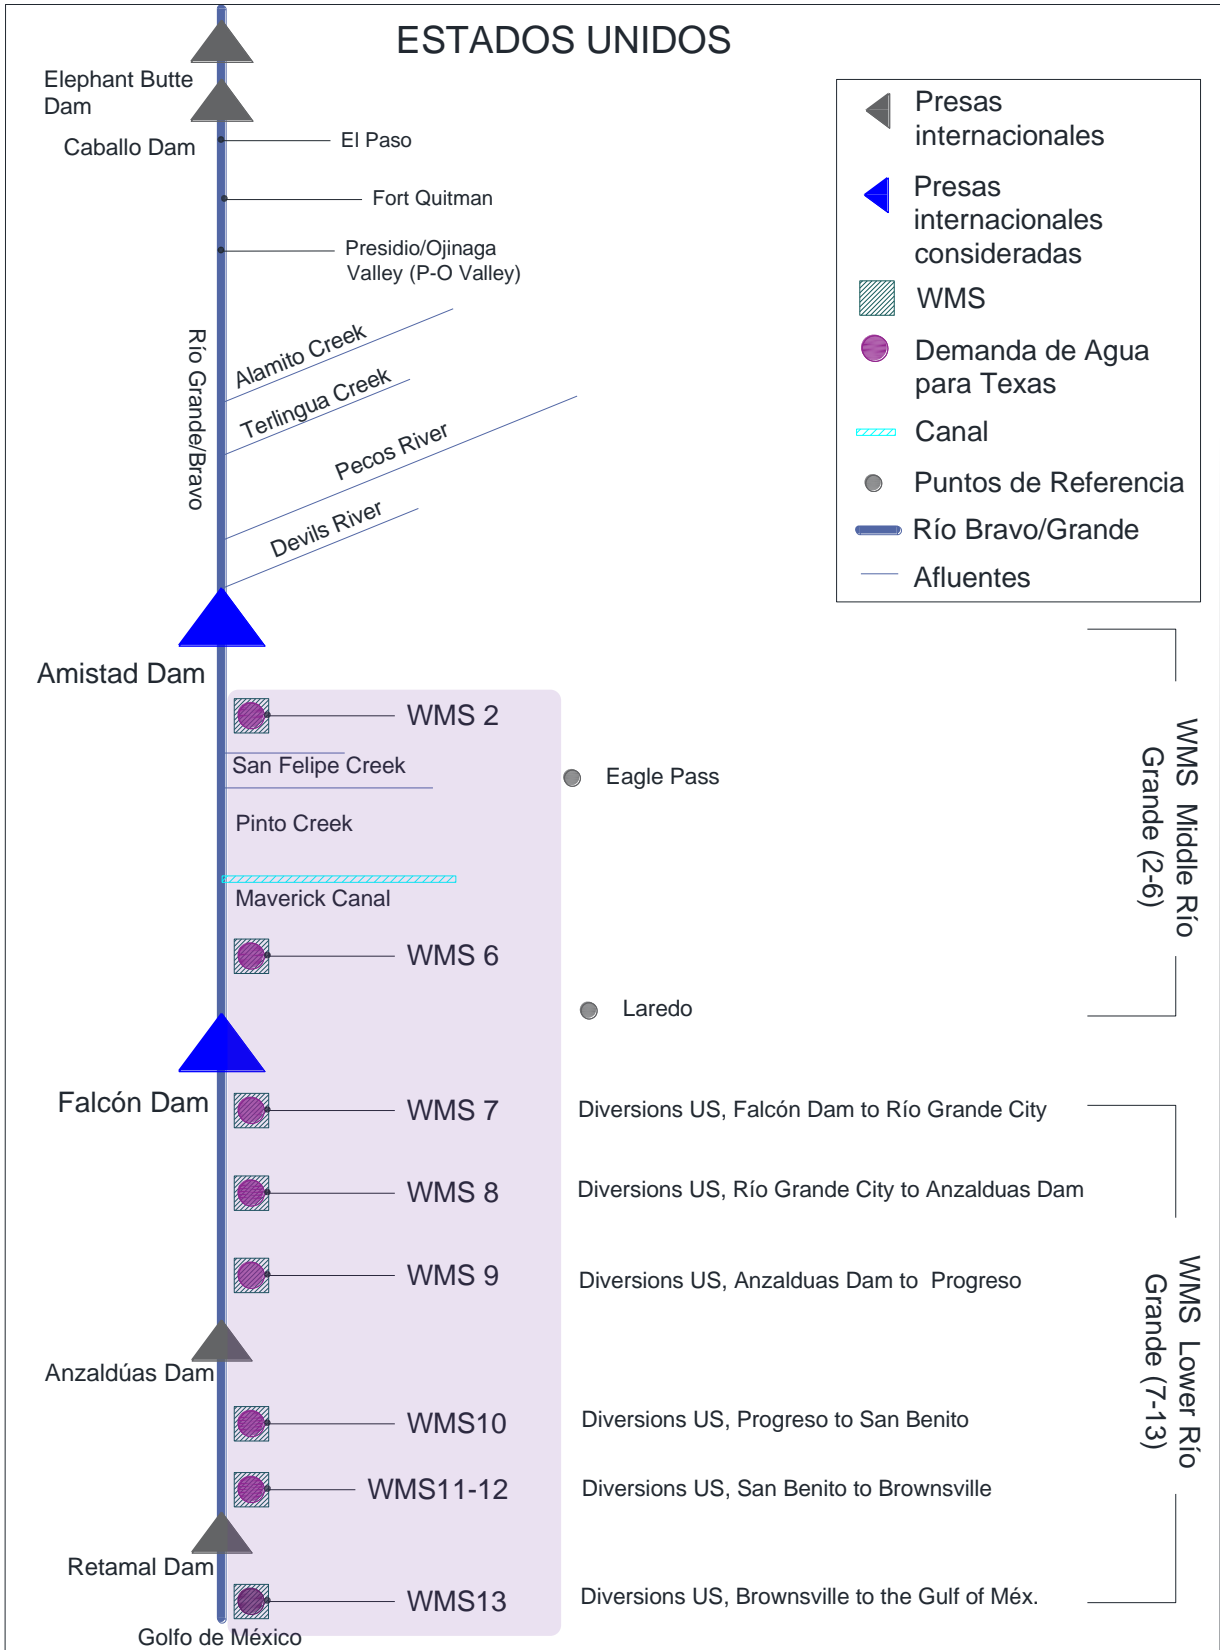 ESTADOS UNIDOS
Elephant Butte
Dam
Caballo Dam
El Paso
Fort Quitman
Presidio/Ojinaga
Valley (P-O Valley)
Río Grande/Bravo
Alamito Creek
Terlingua Creek
Pecos River
Devils River
Presas
internacionales
Presas
internacionales
consideradas
WMS
Demanda de Agua
para Texas
Canal
Puntos de Referencia
Río Bravo/Grande
Afluentes
Amistad Dam
WMS 2
San Felipe Creek
Eagle Pass
Pinto Creek
Maverick Canal
WMS 6
Laredo
WMS Middle Río
Grande (2-6)
Falcón Dam
WMS 7
Diversions US, Falcón Dam to Río Grande City
WMS 8
Diversions US, Río Grande City to Anzalduas Dam
WMS 9
Diversions US, Anzalduas Dam to Progreso
Anzaldúas Dam
WMS10
Diversions US, Progreso to San Benito
WMS11-12
Diversions US, San Benito to Brownsville
Retamal Dam
WMS13
Diversions US, Brownsville to the Gulf of Méx.
WMS Lower Río
Grande (7-13)
Golfo de México